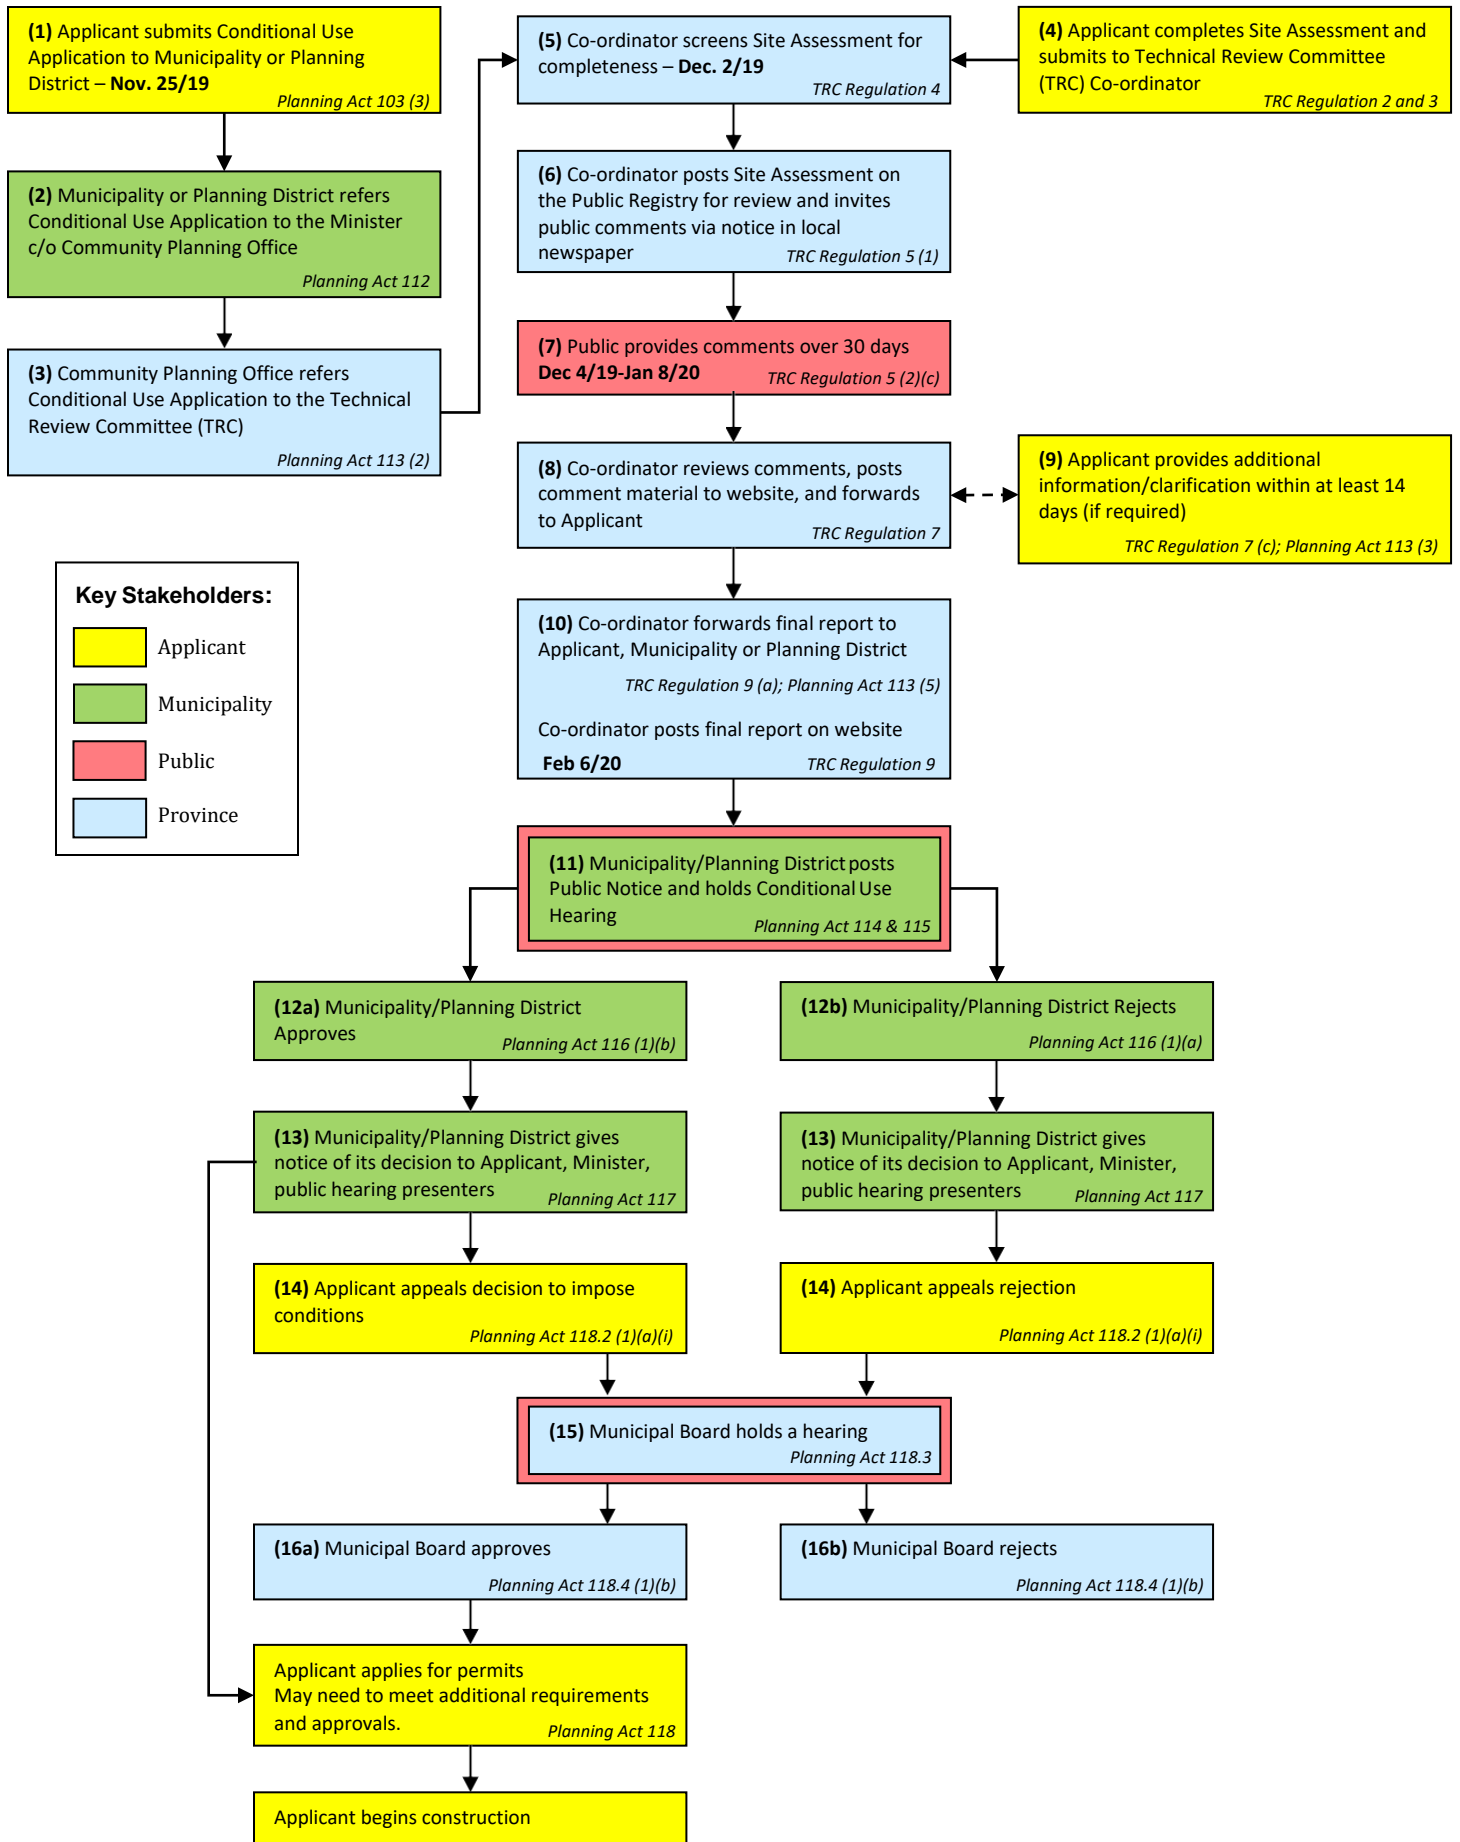 (1) Applicant submits Conditional Use
Application to Municipality or Planning
District – Nov. 25/19
Planning Act 103 (3)
(2) Municipality or Planning District refers
Conditional Use Application to the Minister
c/o Community Planning Office
Planning Act 112
(3) Community Planning Office refers
Conditional Use Application to the Technical
Review Committee (TRC)
Planning Act 113 (2)
(4) Applicant completes Site Assessment and
submits to Technical Review Committee
(TRC) Co-ordinator
TRC Regulation 2 and 3
(5) Co-ordinator screens Site Assessment for
completeness – Dec. 2/19
TRC Regulation 4
(6) Co-ordinator posts Site Assessment on
the Public Registry for review and invites
public comments via notice in local
newspaper
TRC Regulation 5 (1)
(7) Public provides comments over 30 days
Dec 4/19-Jan 8/20
TRC Regulation 5 (2)(c)
(8) Co-ordinator reviews comments, posts
comment material to website, and forwards
to Applicant
TRC Regulation 7
(9) Applicant provides additional
information/clarification within at least 14
days (if required)
TRC Regulation 7 (c); Planning Act 113 (3)
Key Stakeholders:
Applicant
Municipality
Public
Province
(10) Co-ordinator forwards final report to
Applicant, Municipality or Planning District
TRC Regulation 9 (a); Planning Act 113 (5)
Co-ordinator posts final report on website
Feb 6/20
TRC Regulation 9
(11) Municipality/Planning District posts
Public Notice and holds Conditional Use
Hearing
Planning Act 114 & 115
(12a) Municipality/Planning District
Approves
Planning Act 116 (1)(b)
(12b) Municipality/Planning District Rejects
Planning Act 116 (1)(a)
(13) Municipality/Planning District gives
notice of its decision to Applicant, Minister,
public hearing presenters
Planning Act 117
(13) Municipality/Planning District gives
notice of its decision to Applicant, Minister,
public hearing presenters
Planning Act 117
(14) Applicant appeals decision to impose
conditions
Planning Act 118.2 (1)(a)(i)
(14) Applicant appeals rejection
Planning Act 118.2 (1)(a)(i)
(15) Municipal Board holds a hearing
Planning Act 118.3
(16a) Municipal Board approves
Planning Act 118.4 (1)(b)
(16b) Municipal Board rejects
Planning Act 118.4 (1)(b)
Applicant applies for permits
May need to meet additional requirements
and approvals.
Planning Act 118
Applicant begins construction